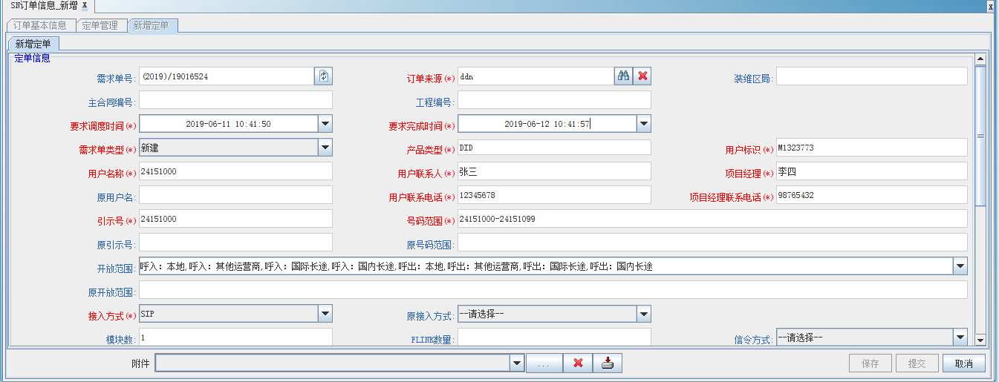 SN订单信息_新增 x x
订单基本信息 定单管理 新增定单
新增定单
定单信息
需求单号: (2019)/19016524 订单来源(*) ddn 装维区局:
主合同编号: 工程编号:
要求调度时间(*) 2019-06-11 10:41:50 要求完成时间(*) 2019-06-12 10:41:57
需求单类型(*) 新建 产品类型(*) DID 用户标识(*) M1323773
用户名称(*) 24151000 用户联系人(*) 张三 项目经理(*) 李四
原用户名: 用户联系电话(*) 12345678 项目经理联系电话(*) 98765432
引示号(*) 24151000 号码范围(*) 24151000-24151099
原引示号: 原号码范围:
开放范围: 呼入: 本地,呼入: 其他运营商,呼入: 国际长途,呼入: 国内长途,呼出: 本地,呼出: 其他运营商,呼出: 国际长途,呼出: 国内长途
原开放范围:
接入方式(*) SIP 原接入方式: --请选择--
模块数: 1 FLINK数量: 信令方式: --请选择--
附件 ... 保存 提交 取消